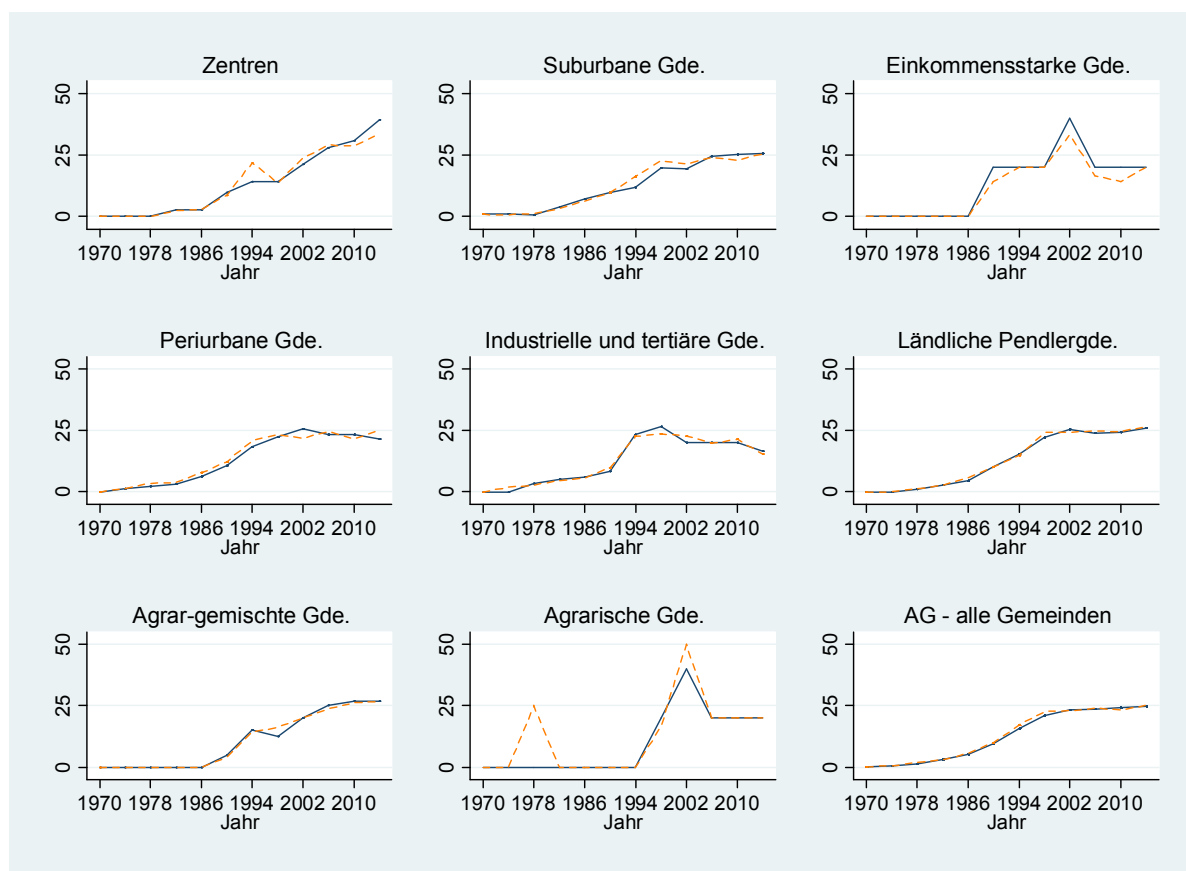 Zentren
Suburbane Gde.
Einkommensstarke Gde.
50
25
0
1970 1978 1986 1994 2002 2010
Jahr
50
25
0
1970 1978 1986 1994 2002 2010
Jahr
50
25
0
1970 1978 1986 1994 2002 2010
Jahr
Periurbane Gde.
Industrielle und tertiäre Gde.
Ländliche Pendlergde.
50
25
0
1970 1978 1986 1994 2002 2010
Jahr
50
25
0
1970 1978 1986 1994 2002 2010
Jahr
50
25
0
1970 1978 1986 1994 2002 2010
Jahr
Agrar-gemischte Gde.
Agrarische Gde.
AG - alle Gemeinden
50
25
0
1970 1978 1986 1994 2002 2010
Jahr
50
25
0
1970 1978 1986 1994 2002 2010
Jahr
50
25
0
1970 1978 1986 1994 2002 2010
Jahr